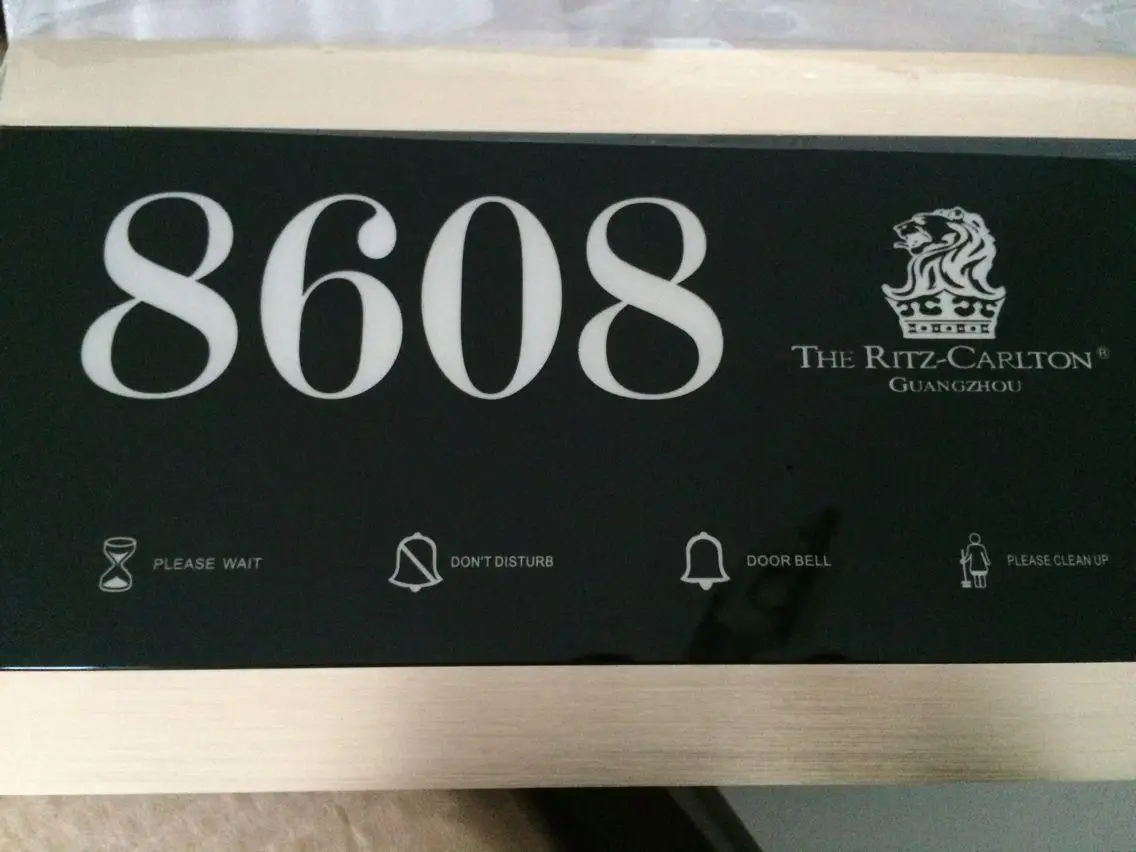 8608
THE RITZ-CARLTON®
GUANGZHOU
PLEASE WAIT
DON'T DISTURB
DOOR BELL
PLEASE CLEAN UP